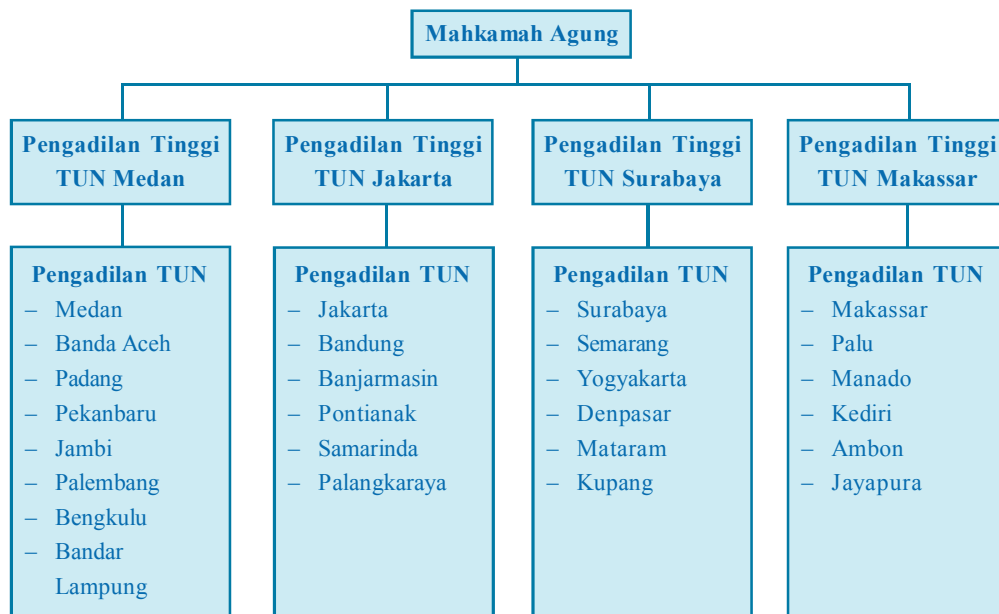 Mahkamah Agung
Pengadilan Tinggi
TUN Medan
Pengadilan Tinggi
TUN Jakarta
Pengadilan Tinggi
TUN Surabaya
Pengadilan Tinggi
TUN Makassar
Pengadilan TUN
– Medan
– Banda Aceh
– Padang
– Pekanbaru
– Jambi
– Palembang
– Bengkulu
– Bandar
Lampung
Pengadilan TUN
– Jakarta
– Bandung
– Banjarmasin
– Pontianak
– Samarinda
– Palangkaraya
Pengadilan TUN
– Surabaya
– Semarang
– Yogyakarta
– Denpasar
– Mataram
– Kupang
Pengadilan TUN
– Makassar
– Palu
– Manado
– Kediri
– Ambon
– Jayapura